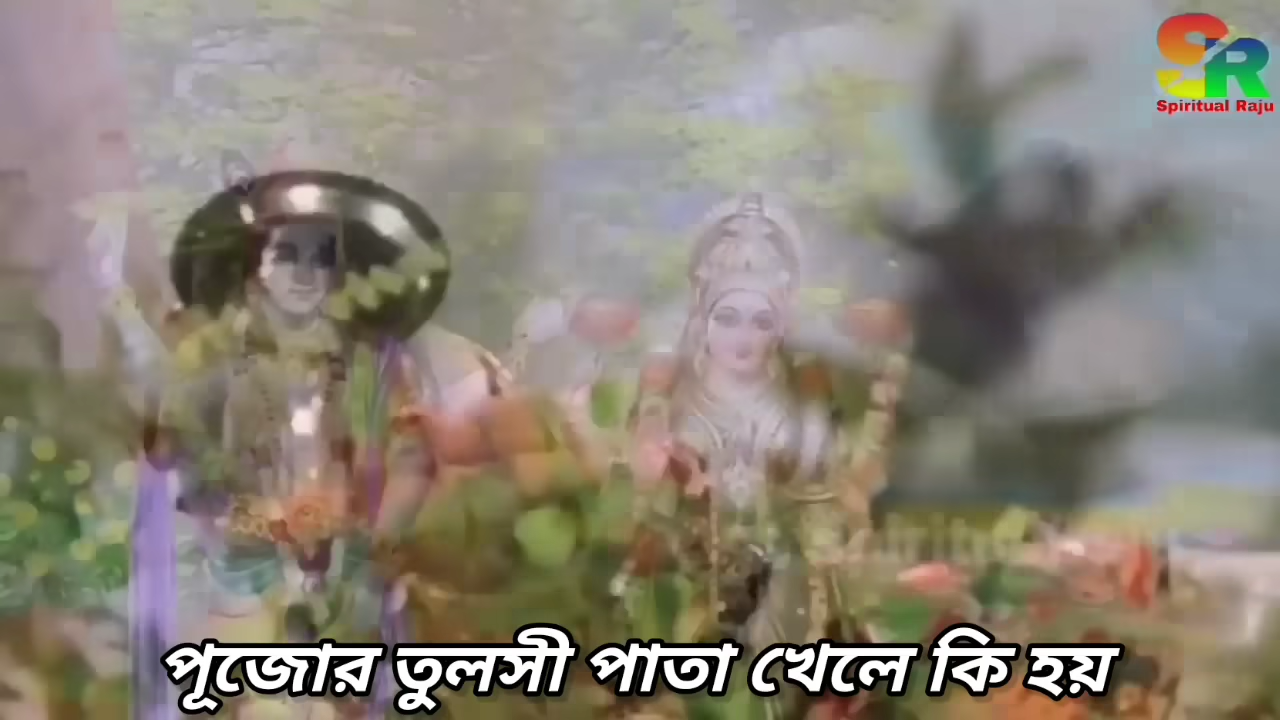 SR
Spiritual Raju
পূজোর তুলসী পাতা খেলে কি হয়